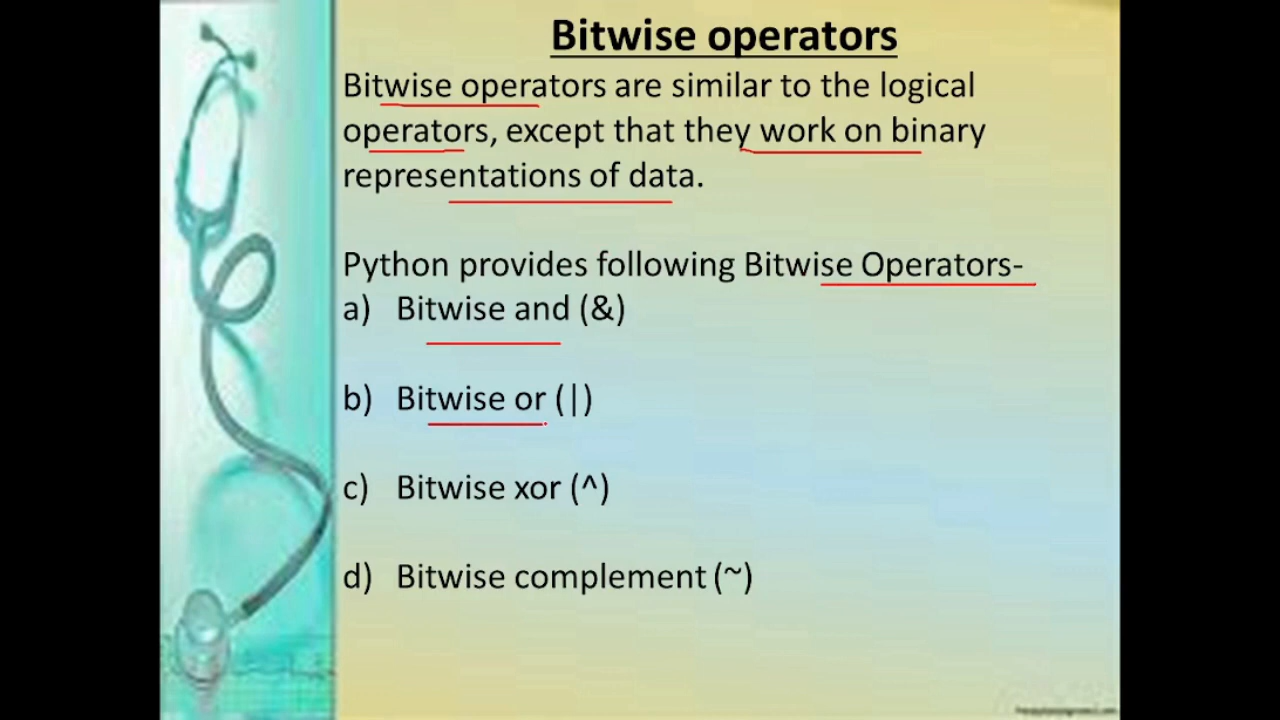 Bitwise operators
Bitwise operators are similar to the logical
operators, except that they work on binary
representations of data.
Python provides following Bitwise Operators-
a) Bitwise and (&)
b) Bitwise or (|)
c) Bitwise xor (^)
d) Bitwise complement (~)